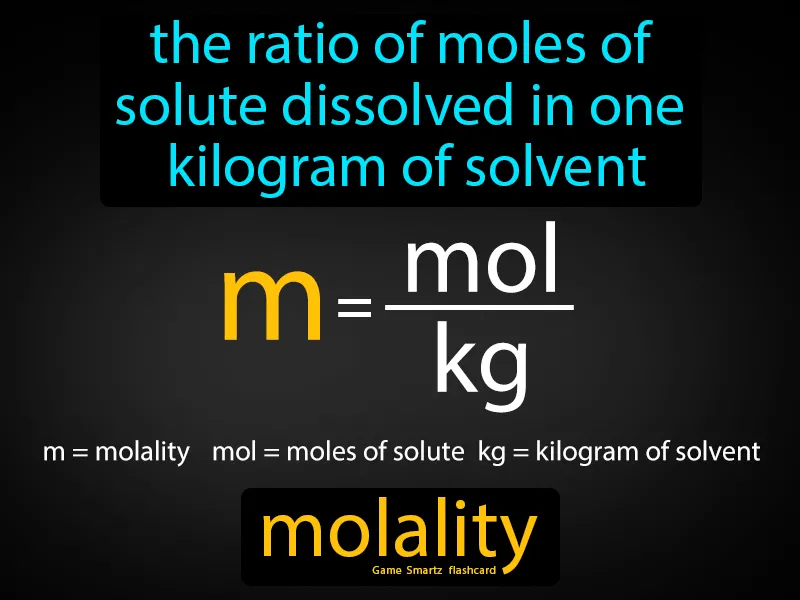 the ratio of moles of
solute dissolved in one
kilogram of solvent
m = mol
kg
m = molality mol = moles of solute kg = kilogram of solvent
molality
Game Smartz flashcard